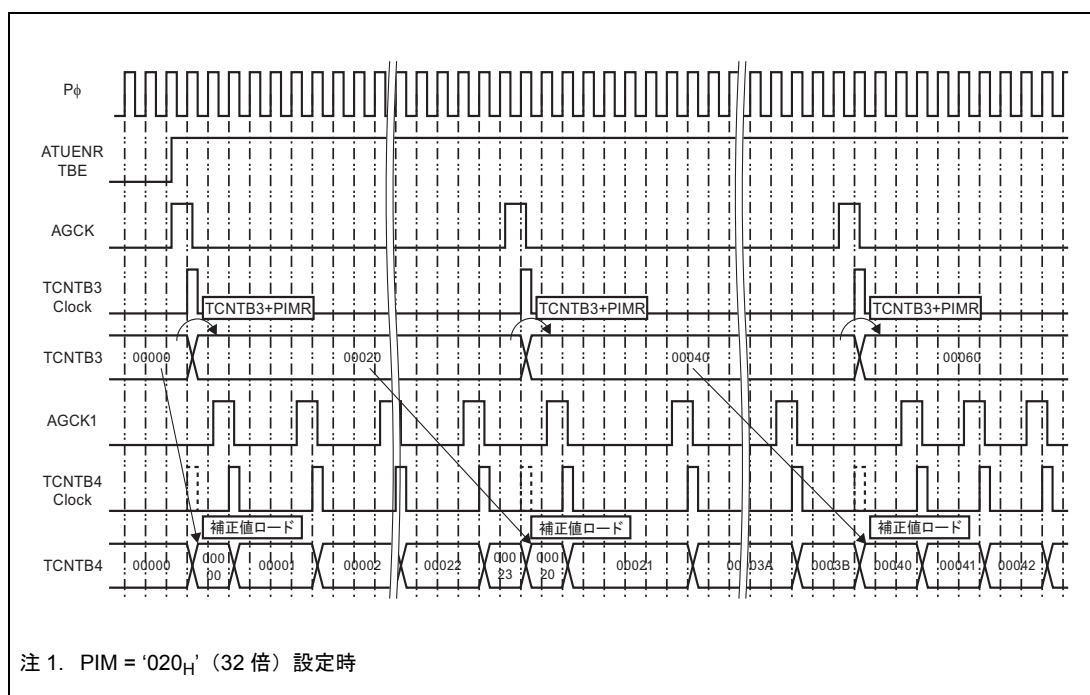 Pϕ
ATUENR
TBE
AGCK
TCNTB3
Clock
TCNTB3+PIMR
TCNTB3+PIMR
TCNTB3+PIMR
TCNTB3
00000
00020
00040
00060
AGCK1
TCNTB4
Clock
補正値ロード
補正値ロード
補正値ロード
TCNTB4
00000
000
00
00001
00002
00022
000
23
000
20
00021
0003A
0003B
00040
00041
00042
注 1. PIM = ‘020H’（32 倍）設定時